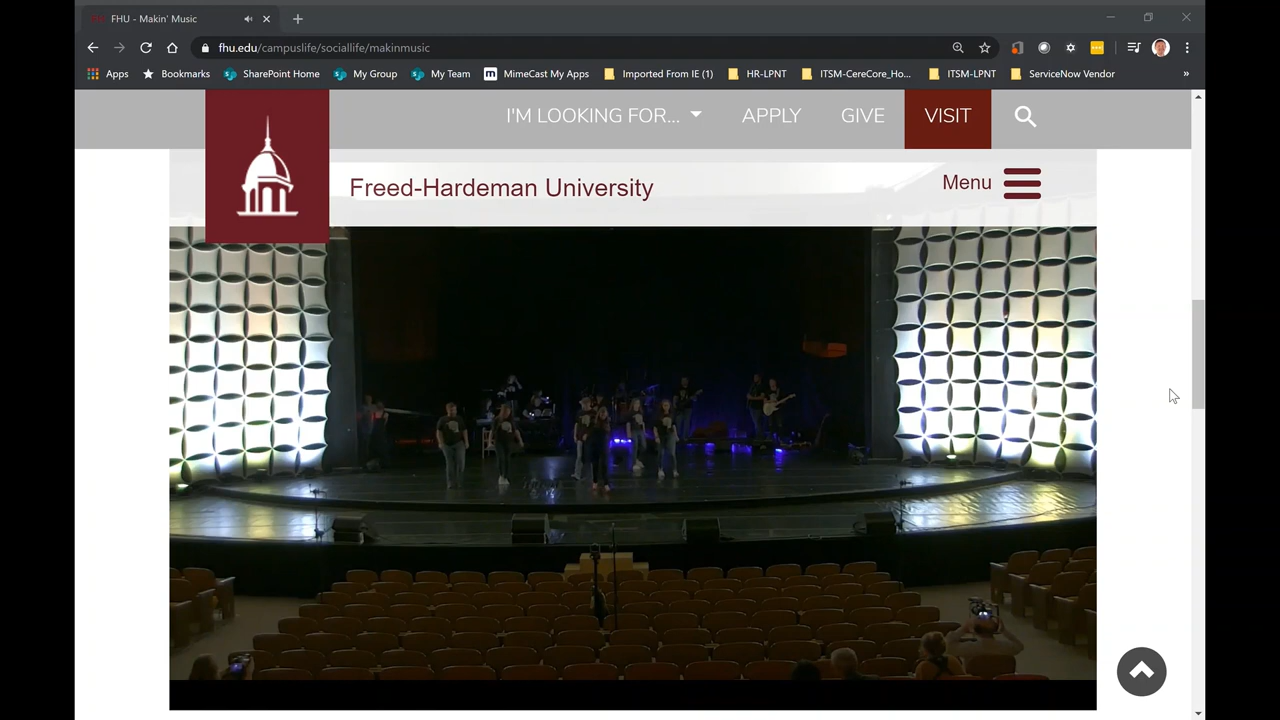 FHU - Makin' Music
fhu.edu/campuslife/sociallife/makinmusic
Apps Bookmarks SharePoint Home My Group My Team m MimeCast My Apps Imported From IE (1) HR-LPNT ITSM-CereCore_Ho... ITSM-LPNT ServiceNow Vendor »
I'M LOOKING FOR... APPLY GIVE VISIT
Freed-Hardeman University Menu